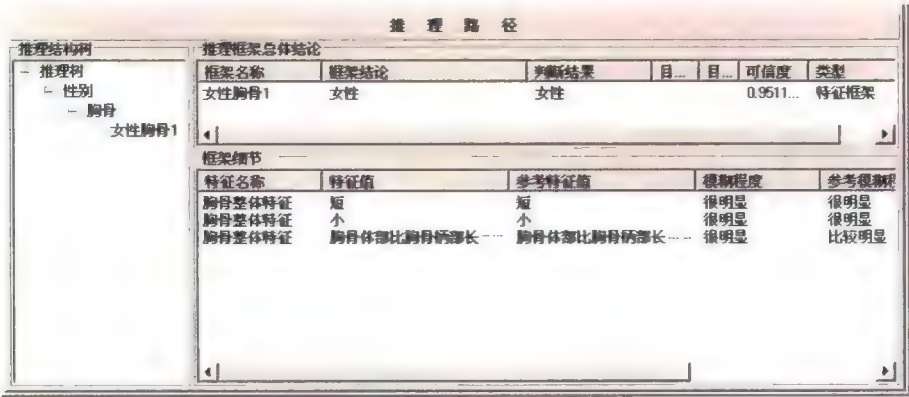 推理路径
推理结构树
推理树
性别
胸骨
女性胸骨1
推理框架总体结论
框架名称 框架结论 判断结果 目... 目... 可信度 类型
女性胸骨1 女性 女性 0.9511... 特征框架
框架细节
特征名称 特征值 参考特征值 模糊程度 参考模糊程
胸骨整体特征 短 短 很明显 很明显
胸骨整体特征 小 小 很明显 很明显
胸骨整体特征 胸骨体部比胸骨柄部长…… 胸骨体部比胸骨柄部长…… 很明显 比较明显